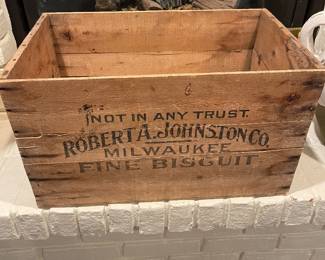 NOT IN ANY TRUST.
ROBERT A. JOHNSTON CO.
MILWAUKEE
FINE BISCUIT